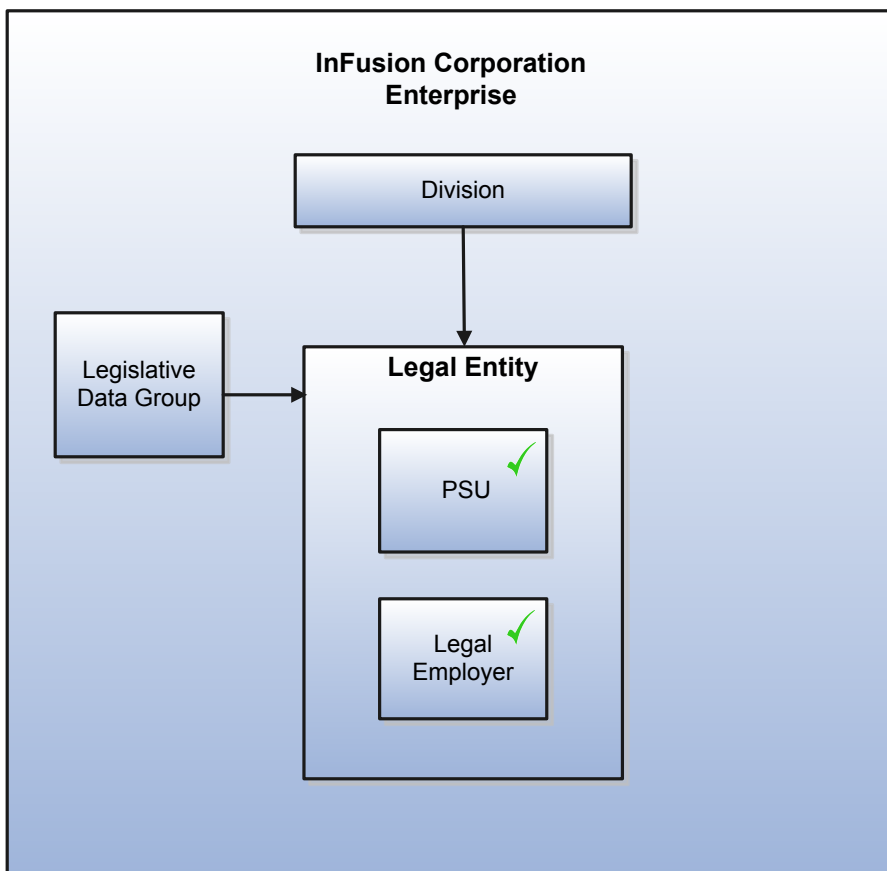 InFusion Corporation
Enterprise
Division
Legislative
Data Group
Legal Entity
PSU
Legal
Employer